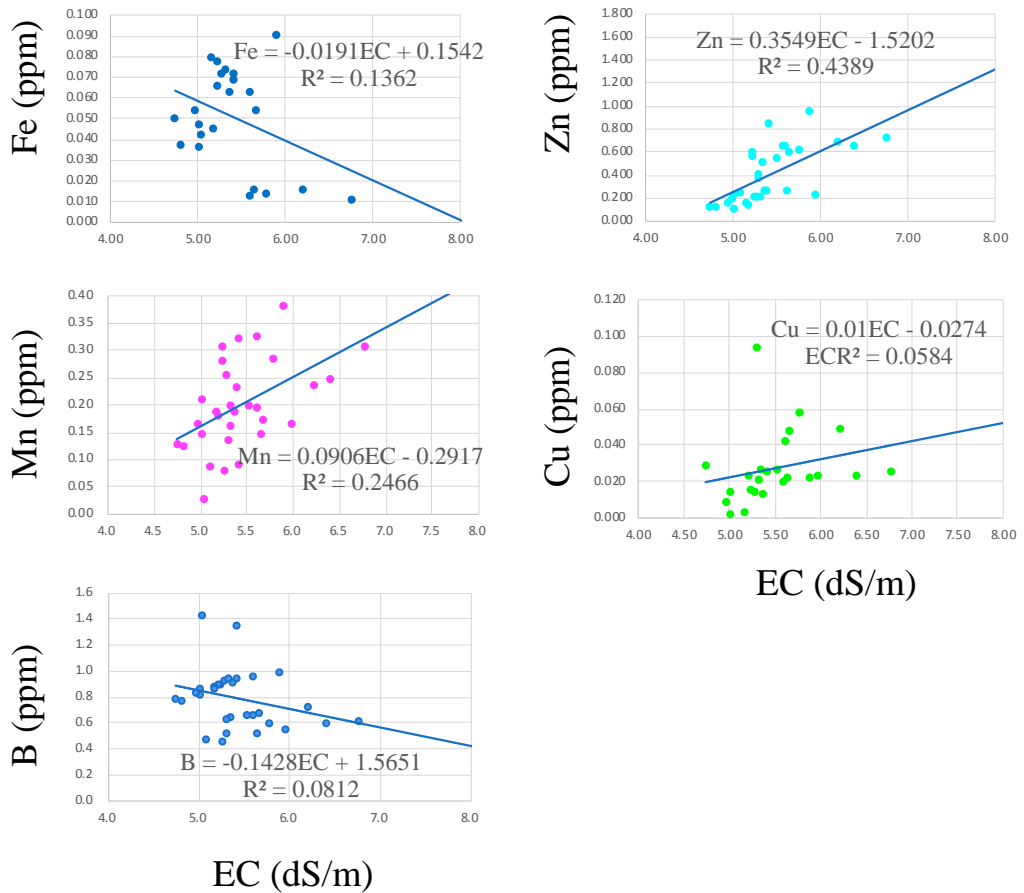 Fe (ppm)
0.100
0.090
0.080
0.070
0.060
0.050
0.040
0.030
0.020
0.010
0.000
Fe = -0.0191EC + 0.1542
R² = 0.1362
4.00 5.00 6.00 7.00 8.00
Zn (ppm)
1.800
1.600
1.400
1.200
1.000
0.800
0.600
0.400
0.200
0.000
Zn = 0.3549EC - 1.5202
R² = 0.4389
4.00 5.00 6.00 7.00 8.00
Mn (ppm)
0.40
0.35
0.30
0.25
0.20
0.15
0.10
0.05
0.00
Mn = 0.0906EC - 0.2917
R² = 0.2466
4.0 4.5 5.0 5.5 6.0 6.5 7.0 7.5 8.0
Cu (ppm)
0.120
0.100
0.080
0.060
0.040
0.020
0.000
Cu = 0.01EC - 0.0274
ECR² = 0.0584
4.00 4.50 5.00 5.50 6.00 6.50 7.00 7.50 8.00
EC (dS/m)
B (ppm)
1.6
1.4
1.2
1.0
0.8
0.6
0.4
0.2
0.0
B = -0.1428EC + 1.5651
R² = 0.0812
4.0 5.0 6.0 7.0 8.0
EC (dS/m)